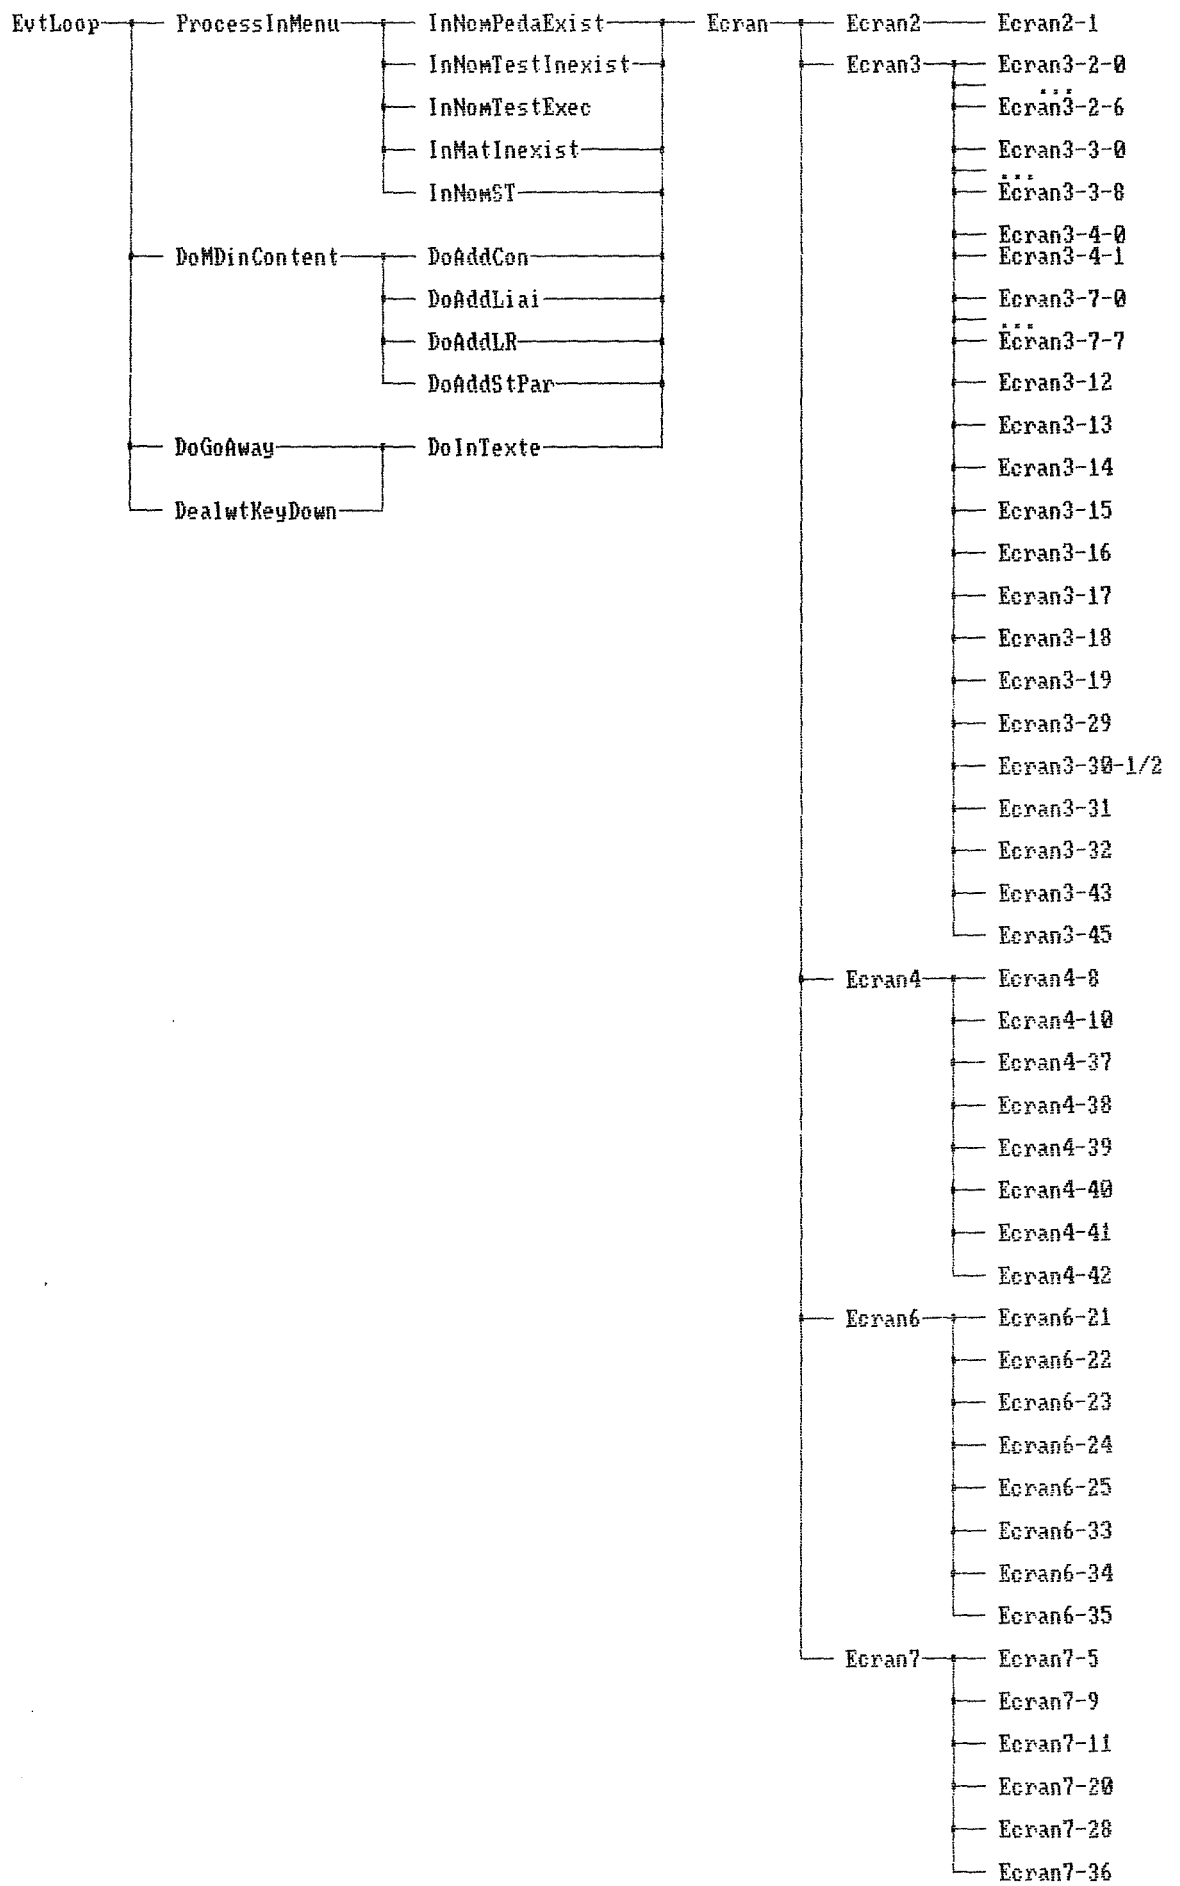 EvtLoop ProcessInMenu InNomPedaExist Ecran Ecran2 Ecran2-1
InNomTestInexist Ecran3 Ecran3-2-0
...
InNomTestExec Ecran3-2-6
InMatInexist Ecran3-3-0
...
InNomST Ecran3-3-8
Ecran3-4-0
DoMDinContent DoAddCon Ecran3-4-1
DoAddLiai Ecran3-7-0
...
DoAddLR Ecran3-7-7
DoAddStPar Ecran3-12
Ecran3-13
DoGoAway DoInTexte
Ecran3-14
DealwtKeyDown Ecran3-15
Ecran3-16
Ecran3-17
Ecran3-18
Ecran3-19
Ecran3-29
Ecran3-30-1/2
Ecran3-31
Ecran3-32
Ecran3-43
Ecran3-45
Ecran4 Ecran4-8
Ecran4-10
Ecran4-37
Ecran4-38
Ecran4-39
Ecran4-40
Ecran4-41
Ecran4-42
Ecran6 Ecran6-21
Ecran6-22
Ecran6-23
Ecran6-24
Ecran6-25
Ecran6-33
Ecran6-34
Ecran6-35
Ecran7 Ecran7-5
Ecran7-9
Ecran7-11
Ecran7-20
Ecran7-28
Ecran7-36